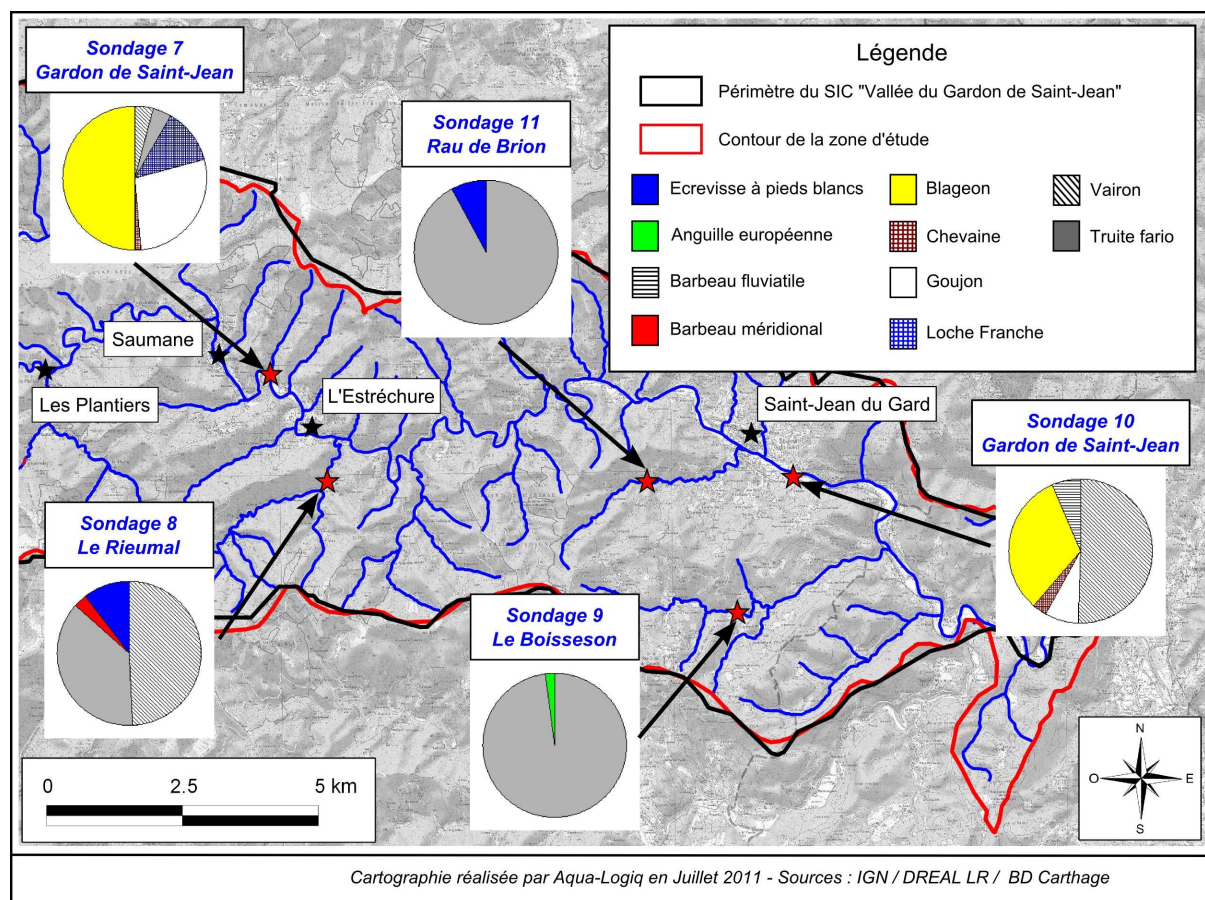 Sondage 7
Gardon de Saint-Jean
Sondage 11
Rau de Brion
Légende
Périmètre du SIC "Vallée du Gardon de Saint-Jean"
Contour de la zone d'étude
Ecrevisse à pieds blancs
Blageon
Vairon
Anguille européenne
Chevaine
Truite fario
Barbeau fluviatile
Goujon
Barbeau méridional
Loche Franche
Saumane
Les Plantiers
L'Estréchure
Saint-Jean du Gard
Sondage 10
Gardon de Saint-Jean
Sondage 8
Le Rieumal
Sondage 9
Le Boisseson
0 2.5 5 km
N
O E
S
Cartographie réalisée par Aqua-Logiq en Juillet 2011 - Sources : IGN / DREAL LR / BD Carthage